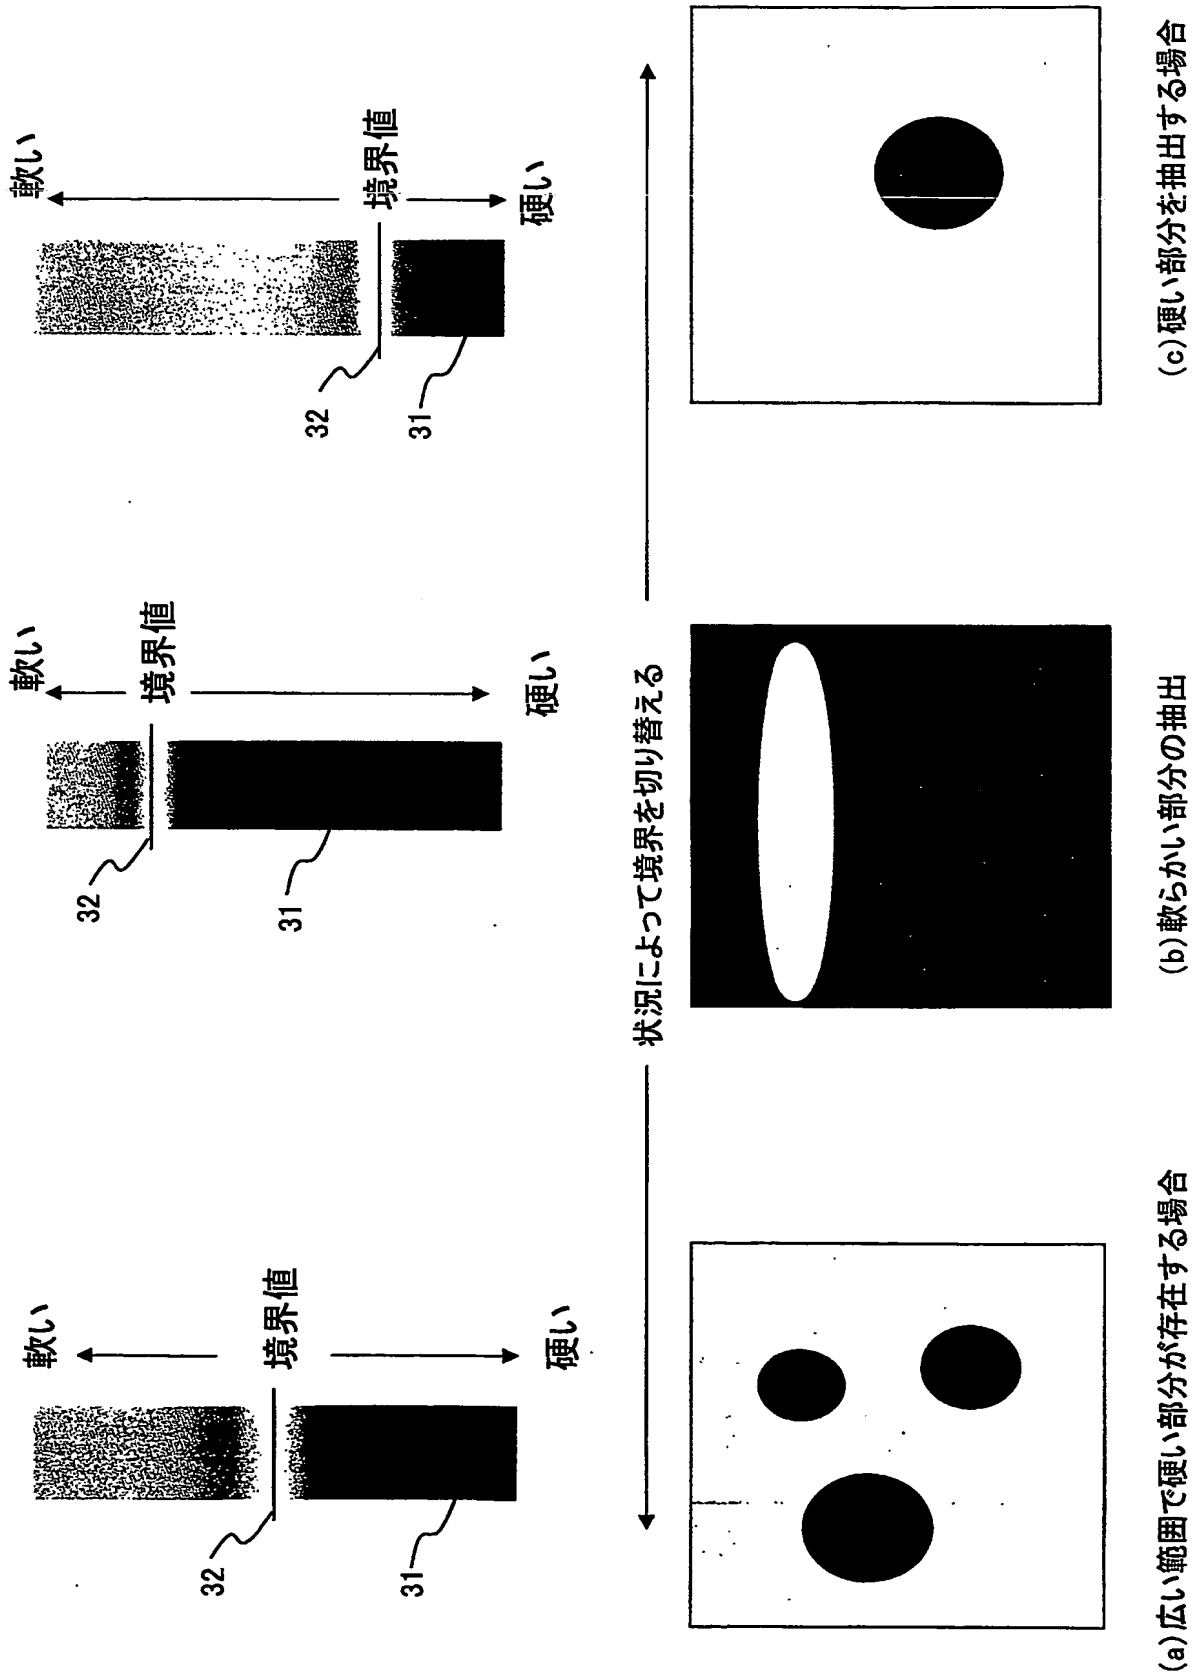 軟い
境界値
硬い
32
31
軟い
境界値
硬い
32
31
軟い
境界値
硬い
32
31
状況によって境界を切り替える
(a)広い範囲で硬い部分が存在する場合
(b)軟らかい部分の抽出
(c)硬い部分を抽出する場合